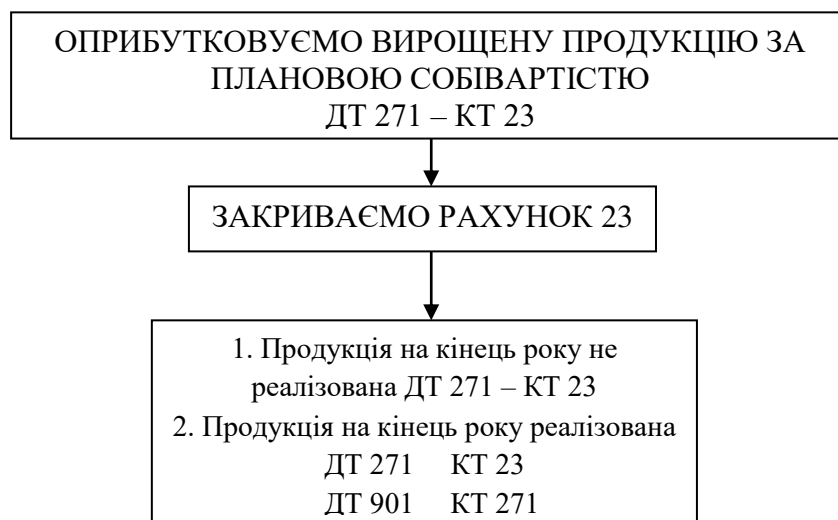 ОПРИБУТКОВУЄМО ВИРОЩЕНУ ПРОДУКЦІЮ ЗА
ПЛАНОВОЮ СОБІВАРТІСТЮ
ДТ 271 – КТ 23
ЗАКРИВАЄМО РАХУНОК 23
1. Продукція на кінець року не
реалізована ДТ 271 – КТ 23
2. Продукція на кінець року реалізована
ДТ 271 КТ 23
ДТ 901 КТ 271